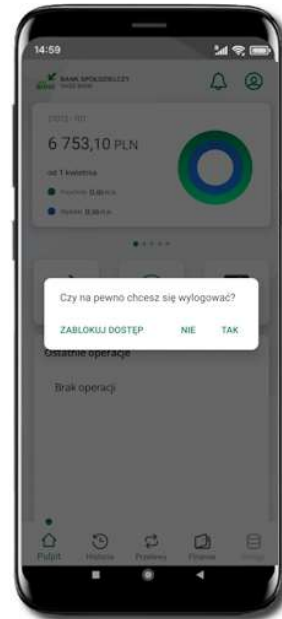 14:59
BANK SPÓŁDZIELCZY
6 753,10 PLN
od 1 kwietnia
Czy na pewno chcesz się wylogować?
ZABLOKUJ DOSTĘP NIE TAK
Ostatnie operacje
Brak operacji
Pulpit Historia Przelewy Finanse